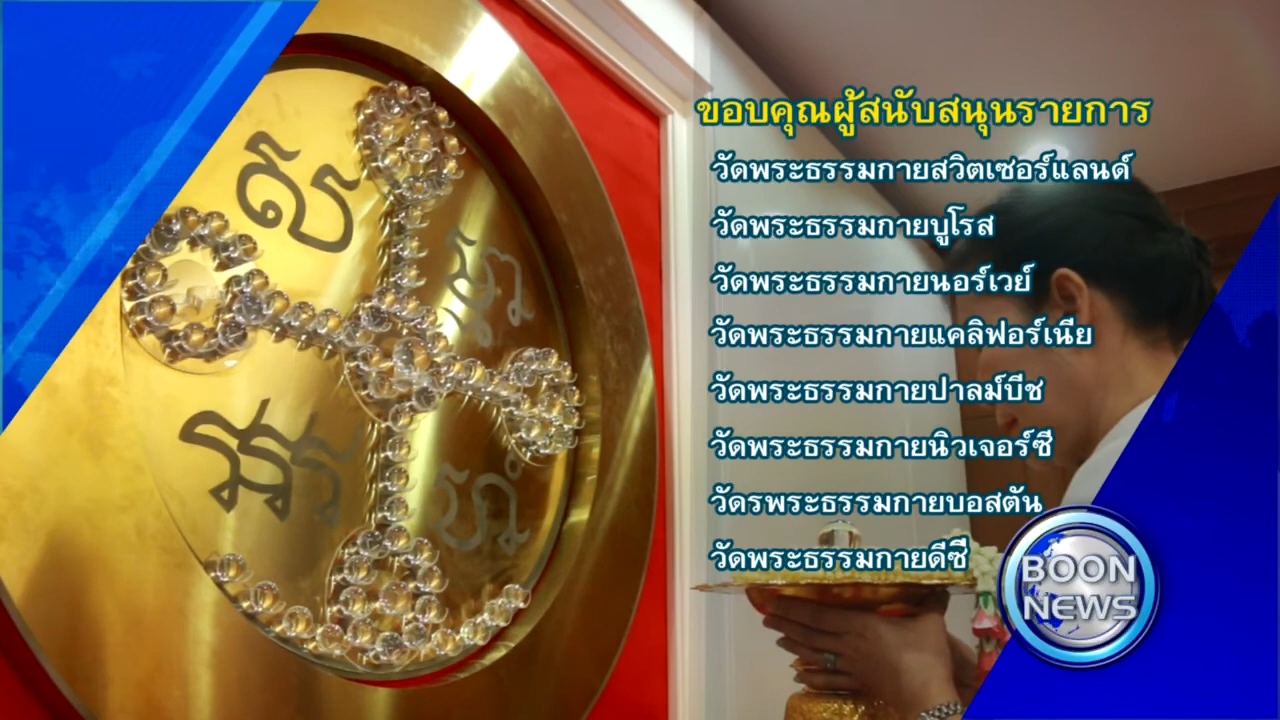 ขอบคุณผู้สนับสนุนรายการ
วัดพระธรรมกายสวิตเซอร์แลนด์
วัดพระธรรมกายบูโรส
วัดพระธรรมกายนอร์เวย์
วัดพระธรรมกายแคลิฟอร์เนีย
วัดพระธรรมกายปาล์มบีช
วัดพระธรรมกายนิวเจอร์ซี
วัดรพระธรรมกายบอสตัน
วัดพระธรรมกายดีซี
BOON
NEWS